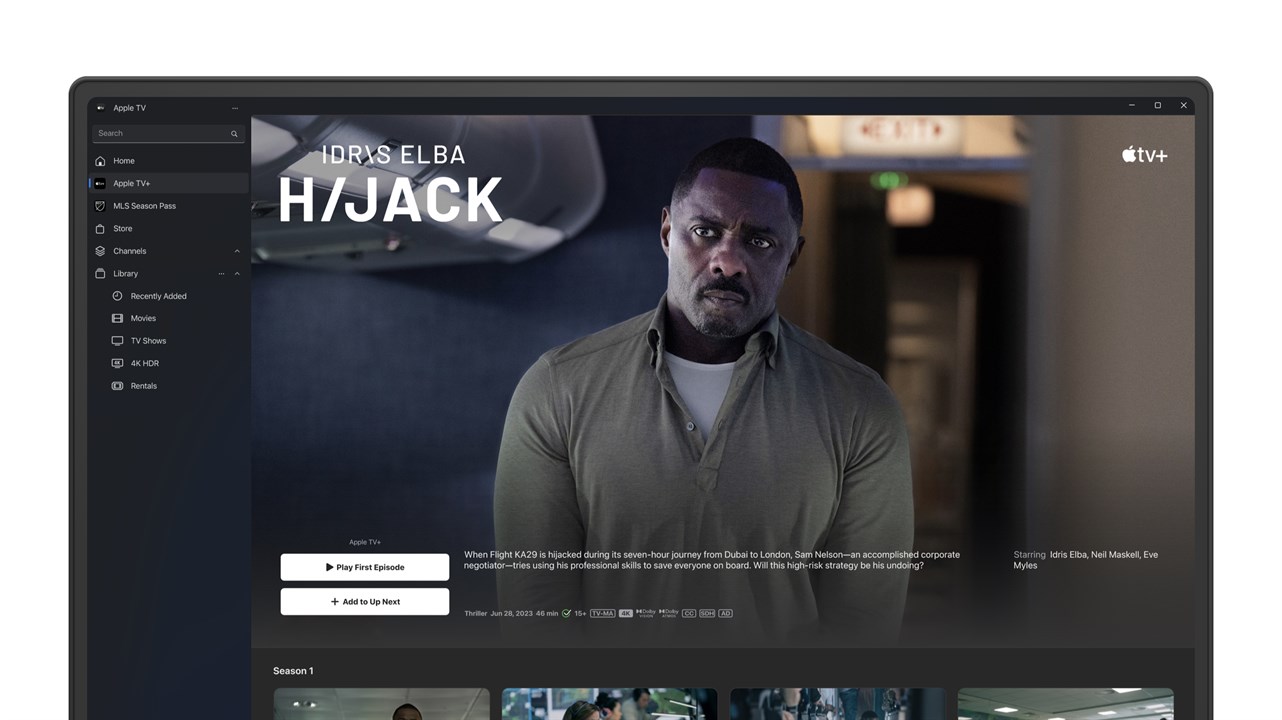 Apple TV
Search
Home
Apple TV+
MLS Season Pass
Store
Channels
Library
Recently Added
Movies
TV Shows
4K HDR
Rentals
IDR\S ELBA
H/JACK
EXIT
tv+
Apple TV+
Play First Episode
Add to Up Next
When Flight KA29 is hijacked during its seven-hour journey from Dubai to London, Sam Nelson—an accomplished corporate
negotiator—tries using his professional skills to save everyone on board. Will this high-risk strategy be his undoing?
Starring Idris Elba, Neil Maskell, Eve
Myles
Thriller Jun 28, 2023 46 min 15+ TV-MA 4K Dolby VISION Dolby ATMOS CC SDH AD
Season 1